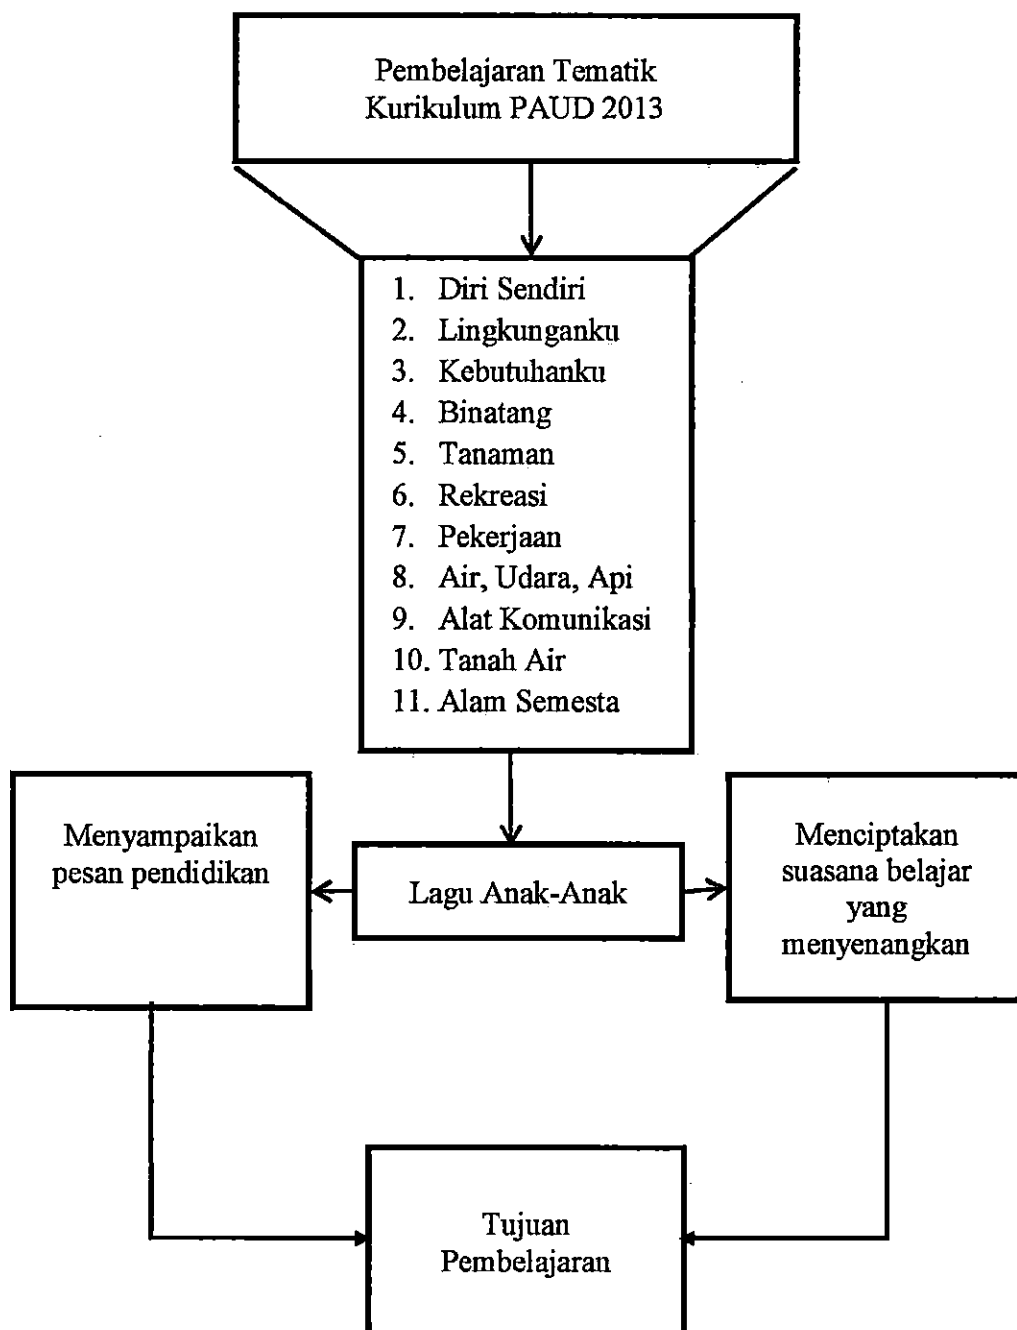 Pembelajaran Tematik
Kurikulum PAUD 2013
1. Diri Sendiri
2. Lingkunganku
3. Kebutuhanku
4. Binatang
5. Tanaman
6. Rekreasi
7. Pekerjaan
8. Air, Udara, Api
9. Alat Komunikasi
10. Tanah Air
11. Alam Semesta
Menyampaikan
pesan pendidikan
Lagu Anak-Anak
Menciptakan
suasana belajar
yang
menyenangkan
Tujuan
Pembelajaran